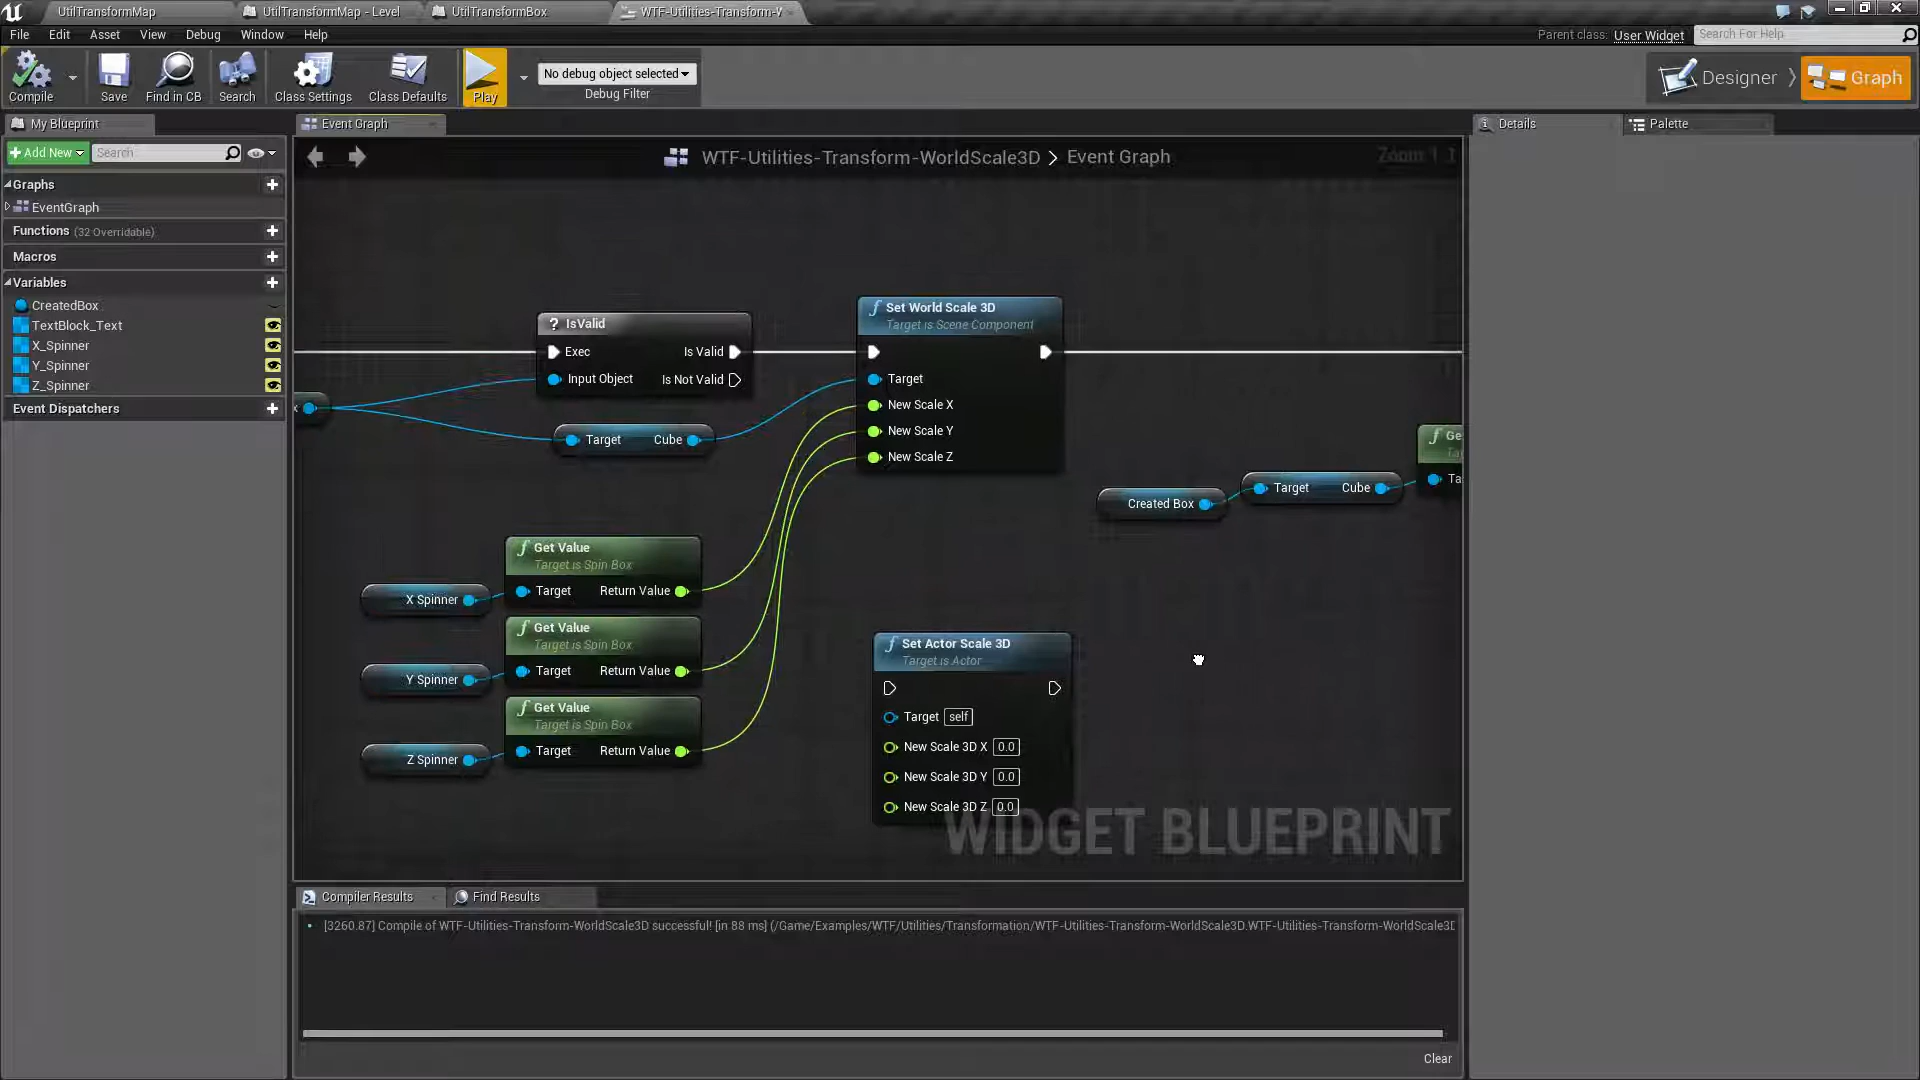 UtilTransformMap
UtilTransformMap - Level
UtilTransformBox
WTF-Utilities-Transform-W
File Edit Asset View Debug Window Help
Parent class: User Widget
Search For Help
Compile
Save
Find in CB
Search
Class Settings
Class Defaults
Play
No debug object selected
Debug Filter
Designer
Graph
My Blueprint
Event Graph
Details
Palette
Add New
Search
WTF-Utilities-Transform-WorldScale3D > Event Graph
Graphs
EventGraph
Functions (32 Overridable)
Macros
Variables
CreatedBox
TextBlock_Text
X_Spinner
Y_Spinner
Z_Spinner
Event Dispatchers
IsValid
Exec Is Valid
Input Object Is Not Valid
Target Cube
Set World Scale 3D
Target is Scene Component
Target
New Scale X
New Scale Y
New Scale Z
Created Box
Target Cube
Ge
Ta
Ta
X Spinner
Get Value
Target is Spin Box
Target Return Value
Y Spinner
Get Value
Target is Spin Box
Target Return Value
Z Spinner
Get Value
Target is Spin Box
Target Return Value
Set Actor Scale 3D
Target is Actor
Target self
New Scale 3D X 0.0
New Scale 3D Y 0.0
New Scale 3D Z 0.0
WIDGET BLUEPRINT
Compiler Results
Find Results
[3260.87] Compile of WTF-Utilities-Transform-WorldScale3D successful! [in 88 ms] (/Game/Examples/WTF/Utilities/Transformation/WTF-Utilities-Transform-WorldScale3D.WTF-Utilities-Transform-WorldScale3D
Clear